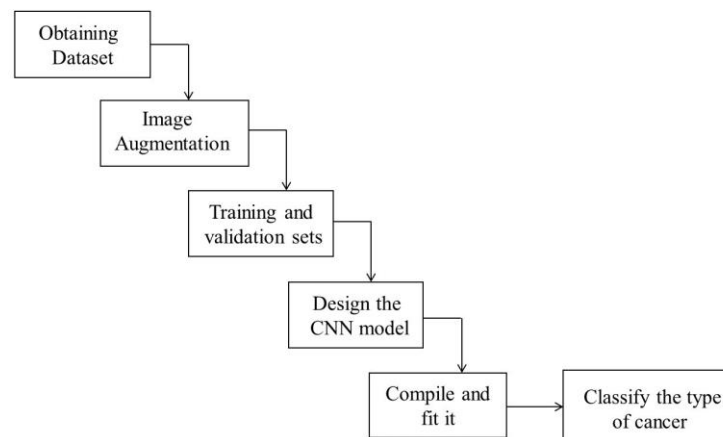 Obtaining
Dataset
Image
Augmentation
Training and
validation sets
Design the
CNN model
Compile and
fit it
Classify the type
of cancer